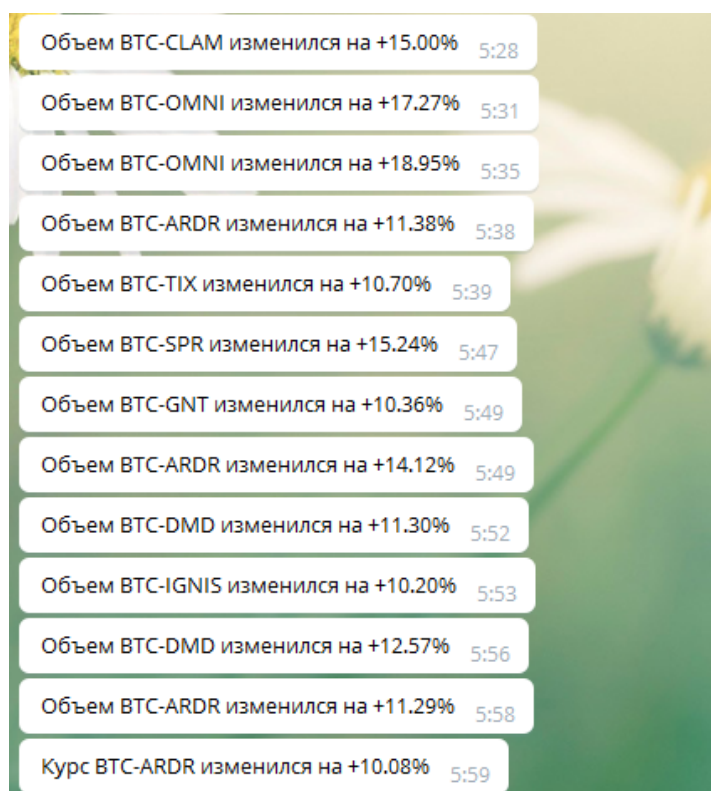 Объем BTC-CLAM изменился на +15.00% 5:28
Объем BTC-OMNI изменился на +17.27% 5:31
Объем BTC-OMNI изменился на +18.95% 5:35
Объем BTC-ARDR изменился на +11.38% 5:38
Объем BTC-TIX изменился на +10.70% 5:39
Объем BTC-SPR изменился на +15.24% 5:47
Объем BTC-GNT изменился на +10.36% 5:49
Объем BTC-ARDR изменился на +14.12% 5:49
Объем BTC-DMD изменился на +11.30% 5:52
Объем BTC-IGNIS изменился на +10.20% 5:53
Объем BTC-DMD изменился на +12.57% 5:56
Объем BTC-ARDR изменился на +11.29% 5:58
Курс BTC-ARDR изменился на +10.08% 5:59